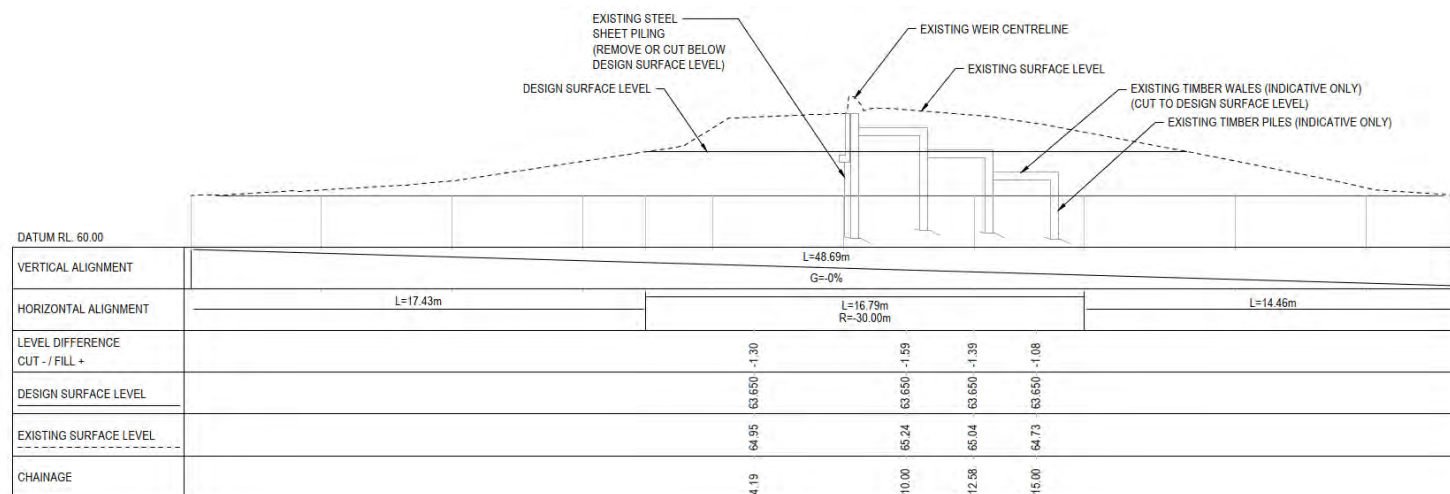 EXISTING STEEL
SHEET PILING
(REMOVE OR CUT BELOW
DESIGN SURFACE LEVEL)
EXISTING WEIR CENTRELINE
EXISTING SURFACE LEVEL
DESIGN SURFACE LEVEL
EXISTING TIMBER WALES (INDICATIVE ONLY)
(CUT TO DESIGN SURFACE LEVEL)
EXISTING TIMBER PILES (INDICATIVE ONLY)
DATUM RL. 60.00
VERTICAL ALIGNMENT
L=48.69m
G=-0%
HORIZONTAL ALIGNMENT
L=17.43m
L=16.79m
R=-30.00m
L=14.46m
LEVEL DIFFERENCE
CUT - / FILL +
-1.30 -1.59 -1.39 -1.08
DESIGN SURFACE LEVEL
63.650 63.650 63.650 63.650
EXISTING SURFACE LEVEL
64.95 65.24 65.04 64.73
CHAINAGE
4.19 10.00 12.58 15.00